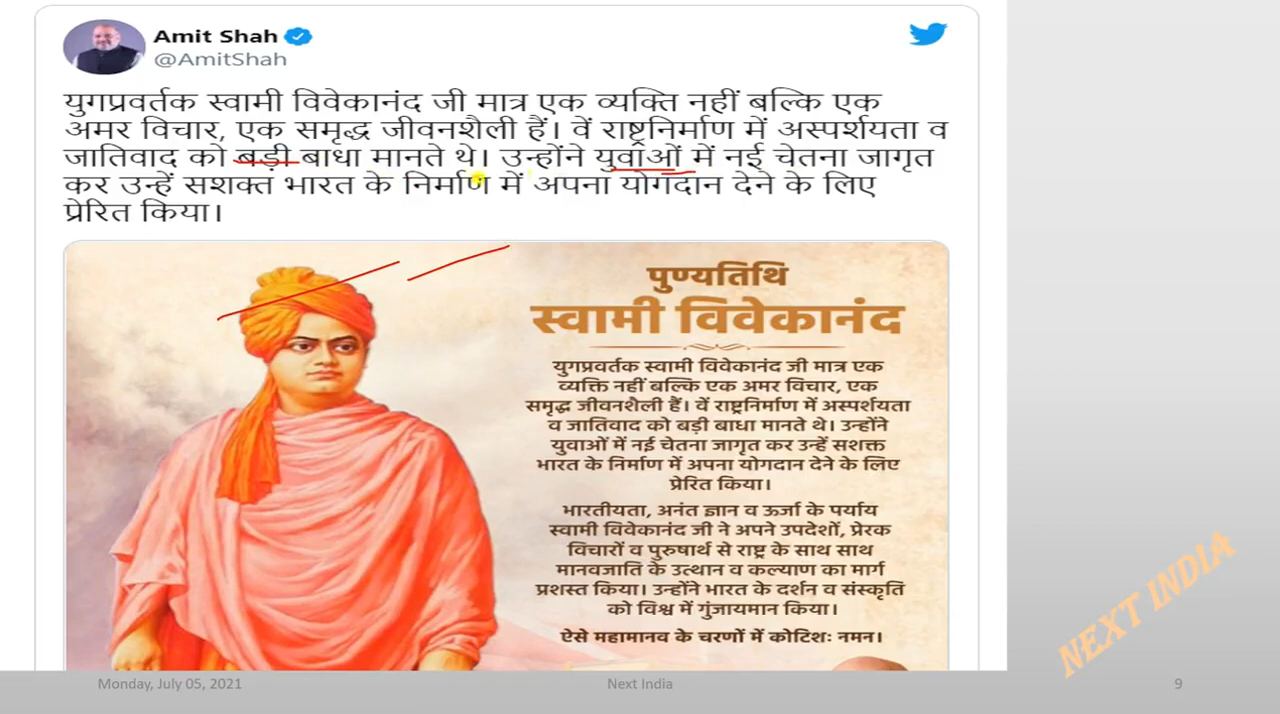 Amit Shah
@AmitShah
युगप्रवर्तक स्वामी विवेकानंद जी मात्र एक व्यक्ति नहीं बल्कि एक
अमर विचार, एक समृद्ध जीवनशैली हैं। वें राष्ट्रनिर्माण में अस्पर्शयता व
जातिवाद को बड़ी बाधा मानते थे। उन्होंने युवाओं में नई चेतना जागृत
कर उन्हें सशक्त भारत के निर्माण में अपना योगदान देने के लिए
प्रेरित किया।
पुण्यतिथि
स्वामी विवेकानंद
युगप्रवर्तक स्वामी विवेकानंद जी मात्र एक
व्यक्ति नहीं बल्कि एक अमर विचार, एक
समृद्ध जीवनशैली हैं। वें राष्ट्रनिर्माण में अस्पर्शयता
व जातिवाद को बड़ी बाधा मानते थे। उन्होंने
युवाओं में नई चेतना जागृत कर उन्हें सशक्त
भारत के निर्माण में अपना योगदान देने के लिए
प्रेरित किया।
भारतीयता, अनंत ज्ञान व ऊर्जा के पर्याय
स्वामी विवेकानंद जी ने अपने उपदेशों, प्रेरक
विचारों व पुरुषार्थ से राष्ट्र के साथ साथ
मानवजाति के उत्थान व कल्याण का मार्ग
प्रशस्त किया। उन्होंने भारत के दर्शन व संस्कृति
को विश्व में गुंजायमान किया।
ऐसे महामानव के चरणों में कोटिशः नमन।
NEXT INDIA
Monday, July 05, 2021
Next India
9